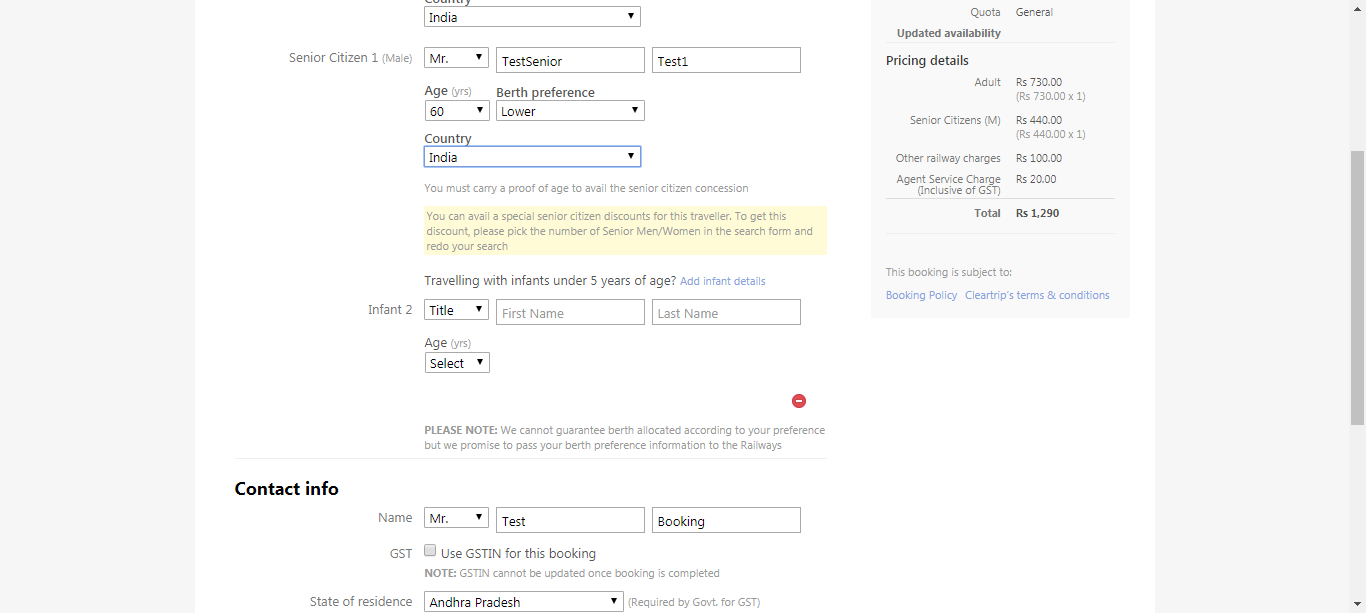 Country
India
Senior Citizen 1 (Male)
Mr.
TestSenior
Test1
Age (yrs)
Berth preference
60
Lower
Country
India
You must carry a proof of age to avail the senior citizen concession
You can avail a special senior citizen discounts for this traveller. To get this
discount, please pick the number of Senior Men/Women in the search form and
redo your search
Travelling with infants under 5 years of age? Add infant details
Infant 2
Title
First Name
Last Name
Age (yrs)
Select
PLEASE NOTE: We cannot guarantee berth allocated according to your preference
but we promise to pass your berth preference information to the Railways
Contact info
Name
Mr.
Test
Booking
GST
Use GSTIN for this booking
NOTE: GSTIN cannot be updated once booking is completed
State of residence
Andhra Pradesh
(Required by Govt. for GST)
Quota General
Updated availability
Pricing details
Adult Rs 730.00
(Rs 730.00 x 1)
Senior Citizens (M) Rs 440.00
(Rs 440.00 x 1)
Other railway charges Rs 100.00
Agent Service Charge Rs 20.00
(Inclusive of GST)
Total Rs 1,290
This booking is subject to:
Booking Policy Cleartrip's terms & conditions